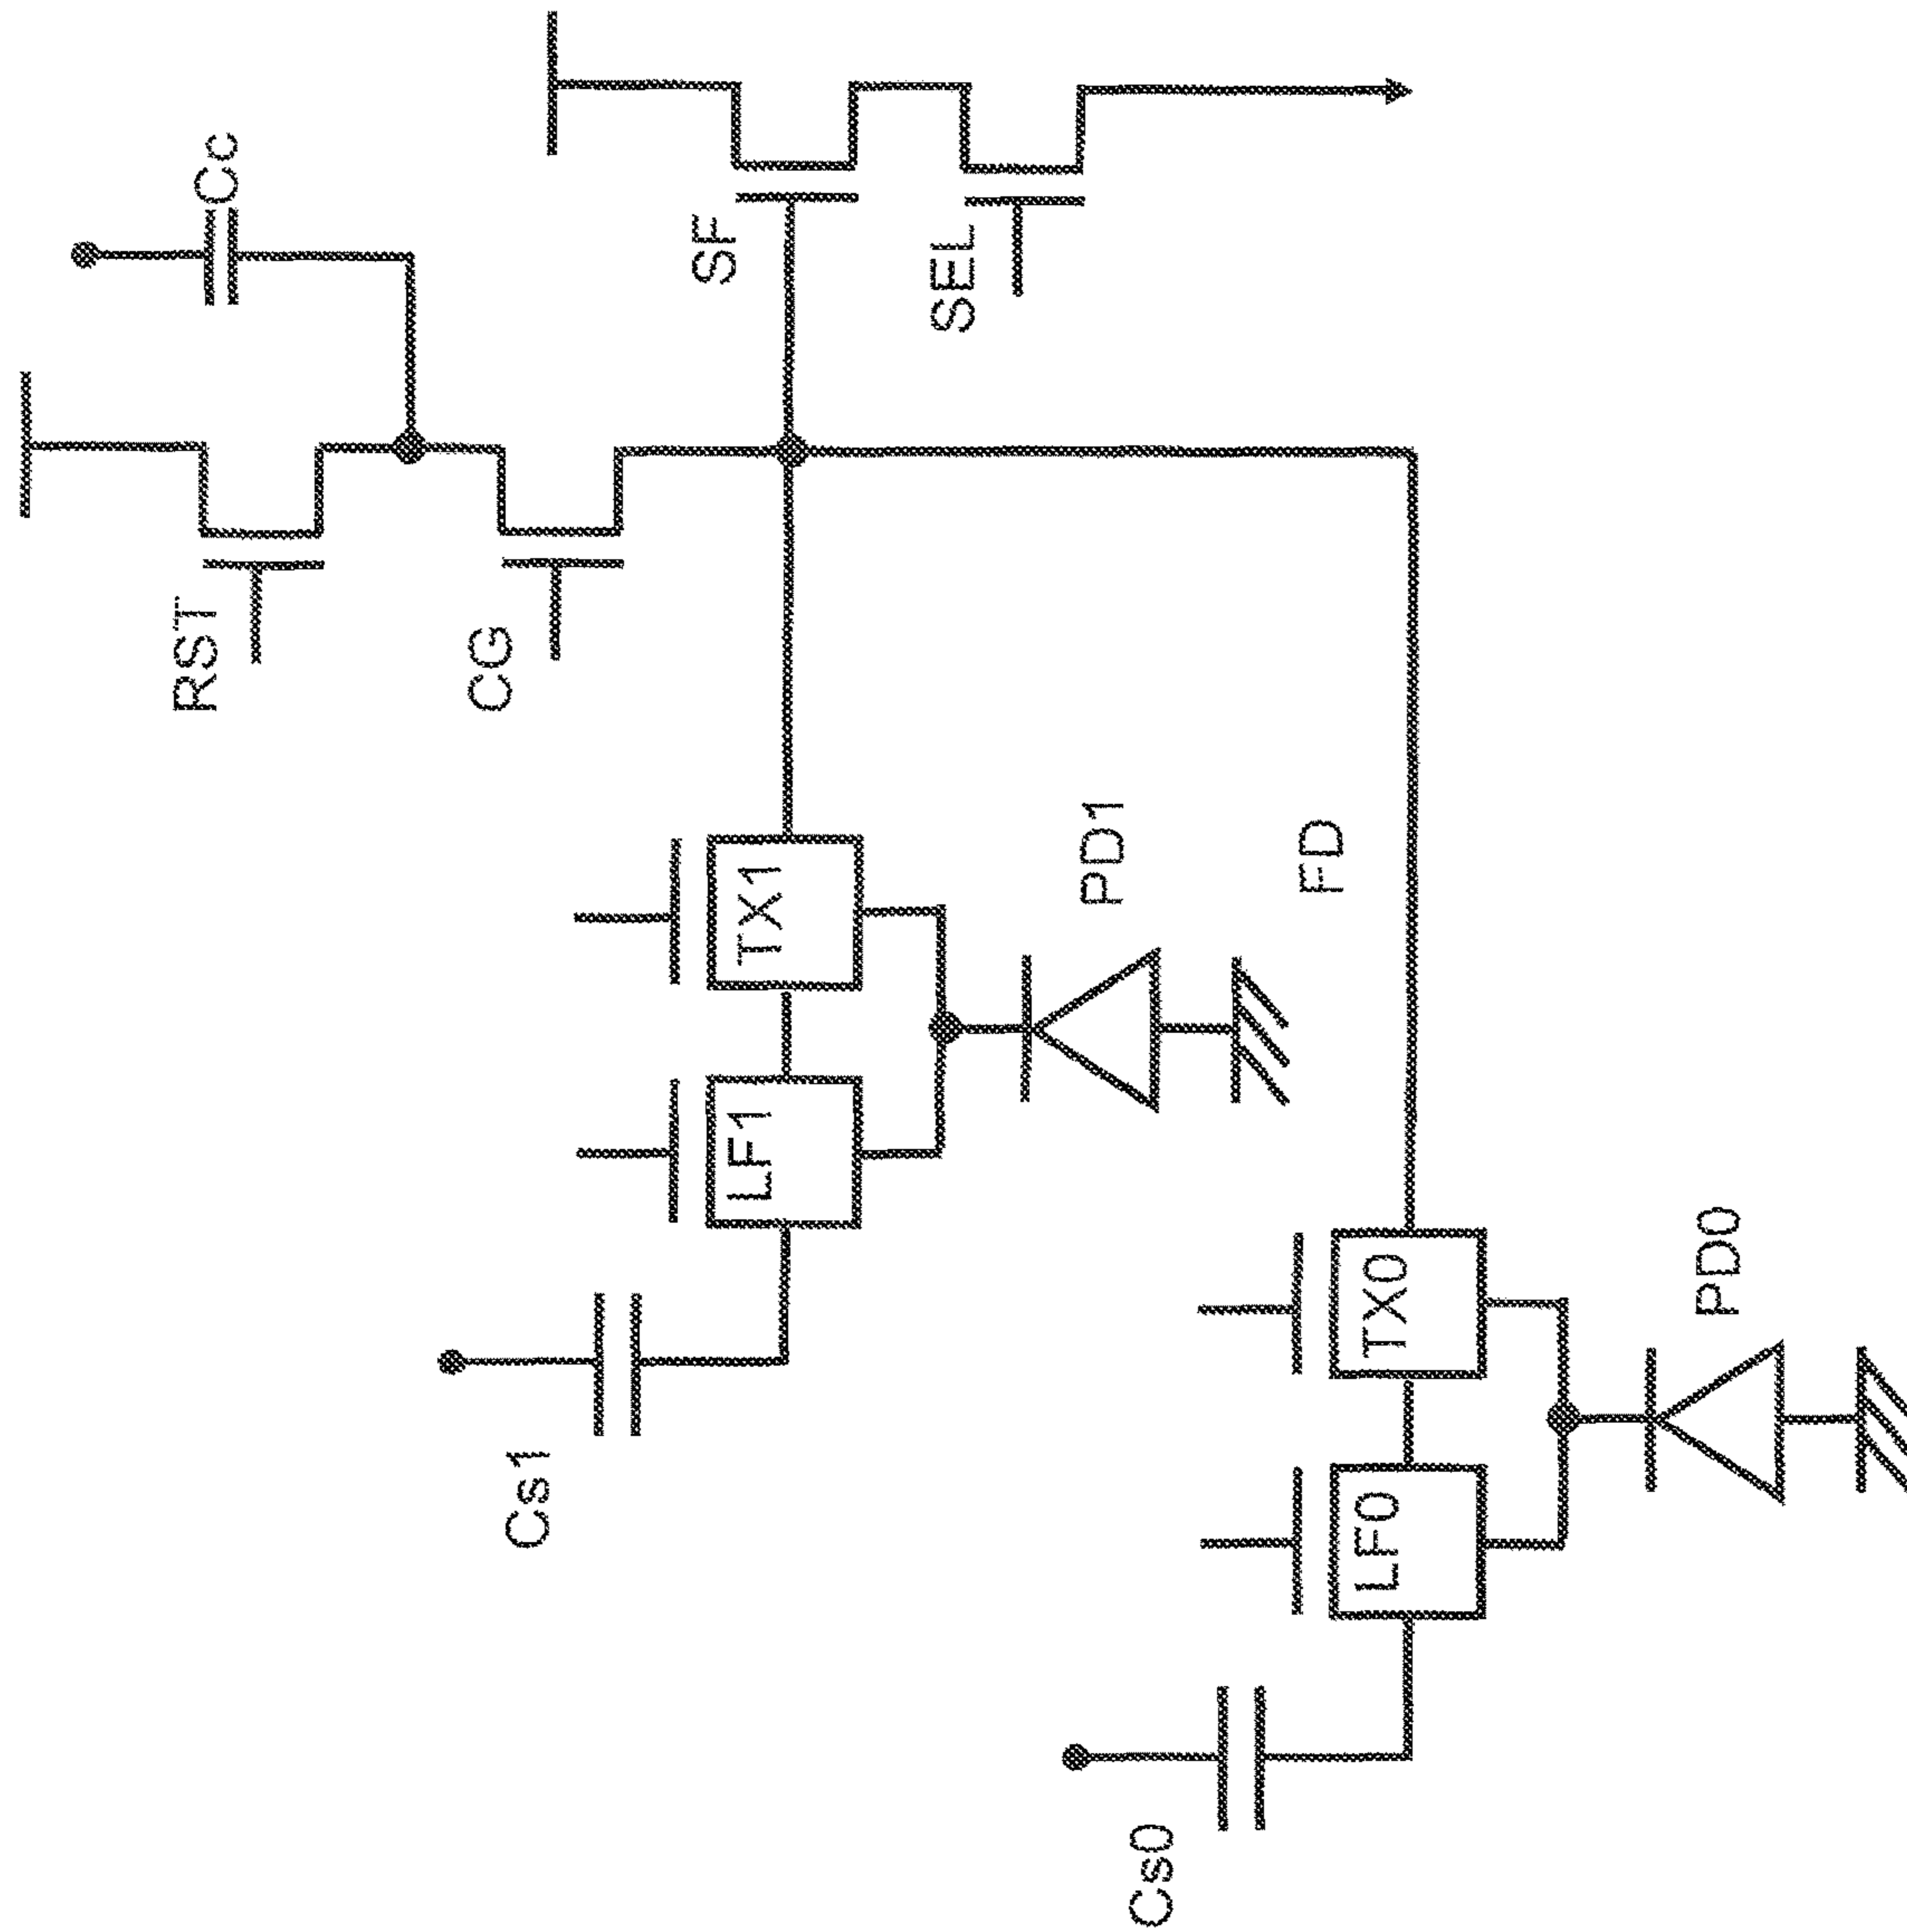 Cc
RST
SF
CG
SEL
TX1
LF1
PD1
Cs1
FD
TX0
LF0
PD0
Cs0